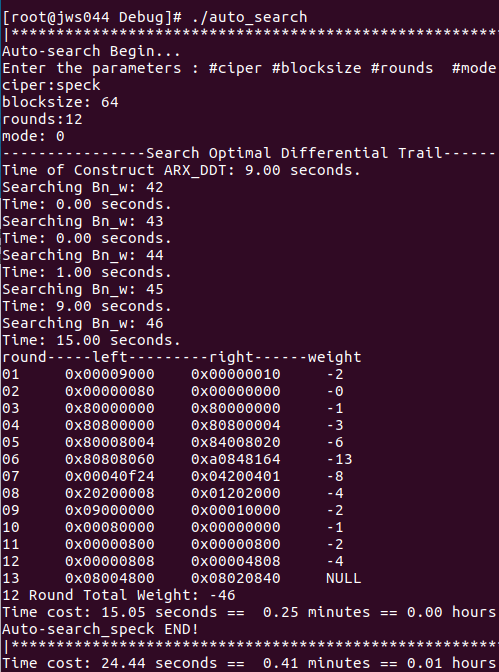 [root@jws044 Debug]# ./auto_search
|******************************************************
Auto-search Begin...
Enter the parameters : #ciper #blocksize #rounds  #mode
ciper:speck
blocksize: 64
rounds:12
mode: 0
----------------Search Optimal Differential Trail------
Time of Construct ARX_DDT: 9.00 seconds.
Searching Bn_w: 42
Time: 0.00 seconds.
Searching Bn_w: 43
Time: 0.00 seconds.
Searching Bn_w: 44
Time: 1.00 seconds.
Searching Bn_w: 45
Time: 9.00 seconds.
Searching Bn_w: 46
Time: 15.00 seconds.
round-----left---------right------weight
01     0x00009000    0x00000010     -2
02     0x00000080    0x00000000     -0
03     0x80000000    0x80000000     -1
04     0x80808000    0x80800004     -3
05     0x80008004    0x84008020     -6
06     0x80808060    0xa0848164     -13
07     0x00040f24    0x04200401     -8
08     0x20200008    0x01202000     -4
09     0x09000000    0x00010000     -2
10     0x00080000    0x00000000     -1
11     0x00000800    0x00000800     -2
12     0x00000808    0x00004808     -4
13     0x08004800    0x08020840     NULL
12 Round Total Weight: -46
Time cost: 15.05 seconds ==  0.25 minutes == 0.00 hours
Auto-search_speck END!
|******************************************************
Time cost: 24.44 seconds ==  0.41 minutes == 0.01 hours